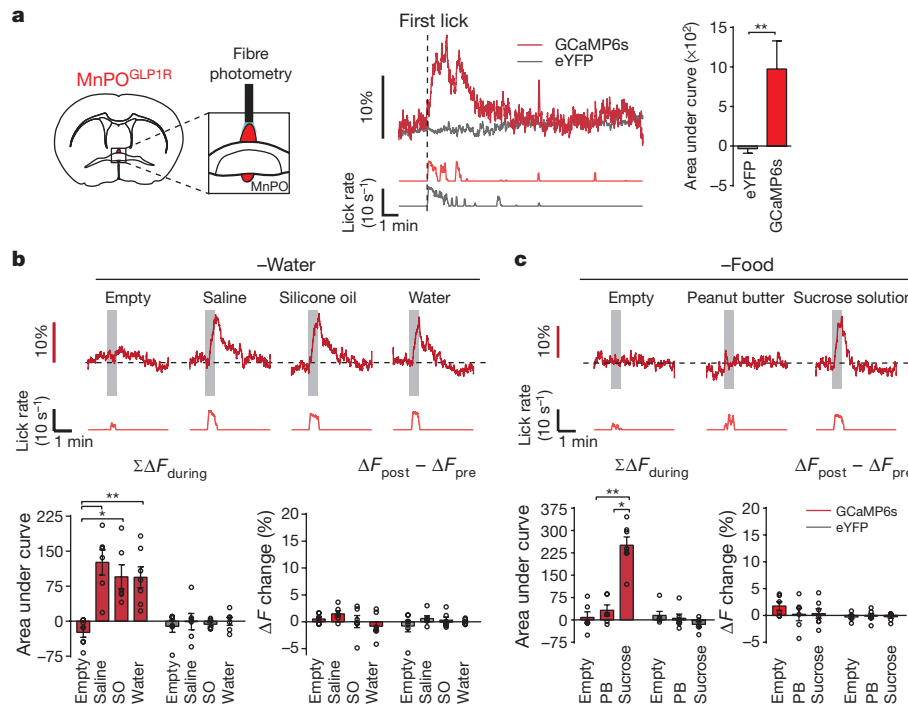 a
MnPO^GLP1R
Fibre
photometry
MnPO
First lick
GCaMP6s
eYFP
10%
Lick rate
(10 s⁻¹)
1 min
Area under curve (×10²)
15
10
5
0
−5
**
eYFP
GCaMP6s
b
–Water
Empty Saline Silicone oil Water
10%
Lick rate
(10 s⁻¹)
1 min
ΣΔF_during
Area under curve
225
150
75
0
−75
**
*
Empty Saline SO Water Empty Saline SO Water
ΔF_post − ΔF_pre
ΔF change (%)
20
15
10
5
0
−5
Empty Saline SO Water Empty Saline SO Water
c
–Food
Empty Peanut butter Sucrose solution
10%
Lick rate
(10 s⁻¹)
1 min
ΣΔF_during
Area under curve
375
300
225
150
75
0
−75
**
*
Empty PB Sucrose Empty PB Sucrose
ΔF_post − ΔF_pre
GCaMP6s
eYFP
ΔF change (%)
20
15
10
5
0
−5
Empty PB Sucrose Empty PB Sucrose